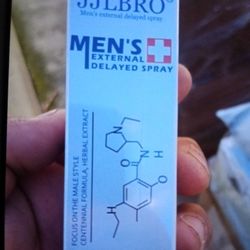 JJLBRO®
Men's external delayed spray
MEN'S
EXTERNAL
DELAYED SPRAY
FOCUS ON THE MALE STYLE
CENTENNIAL FORMULA, HERBAL EXTRACT
N
N
H
O
O
H
N